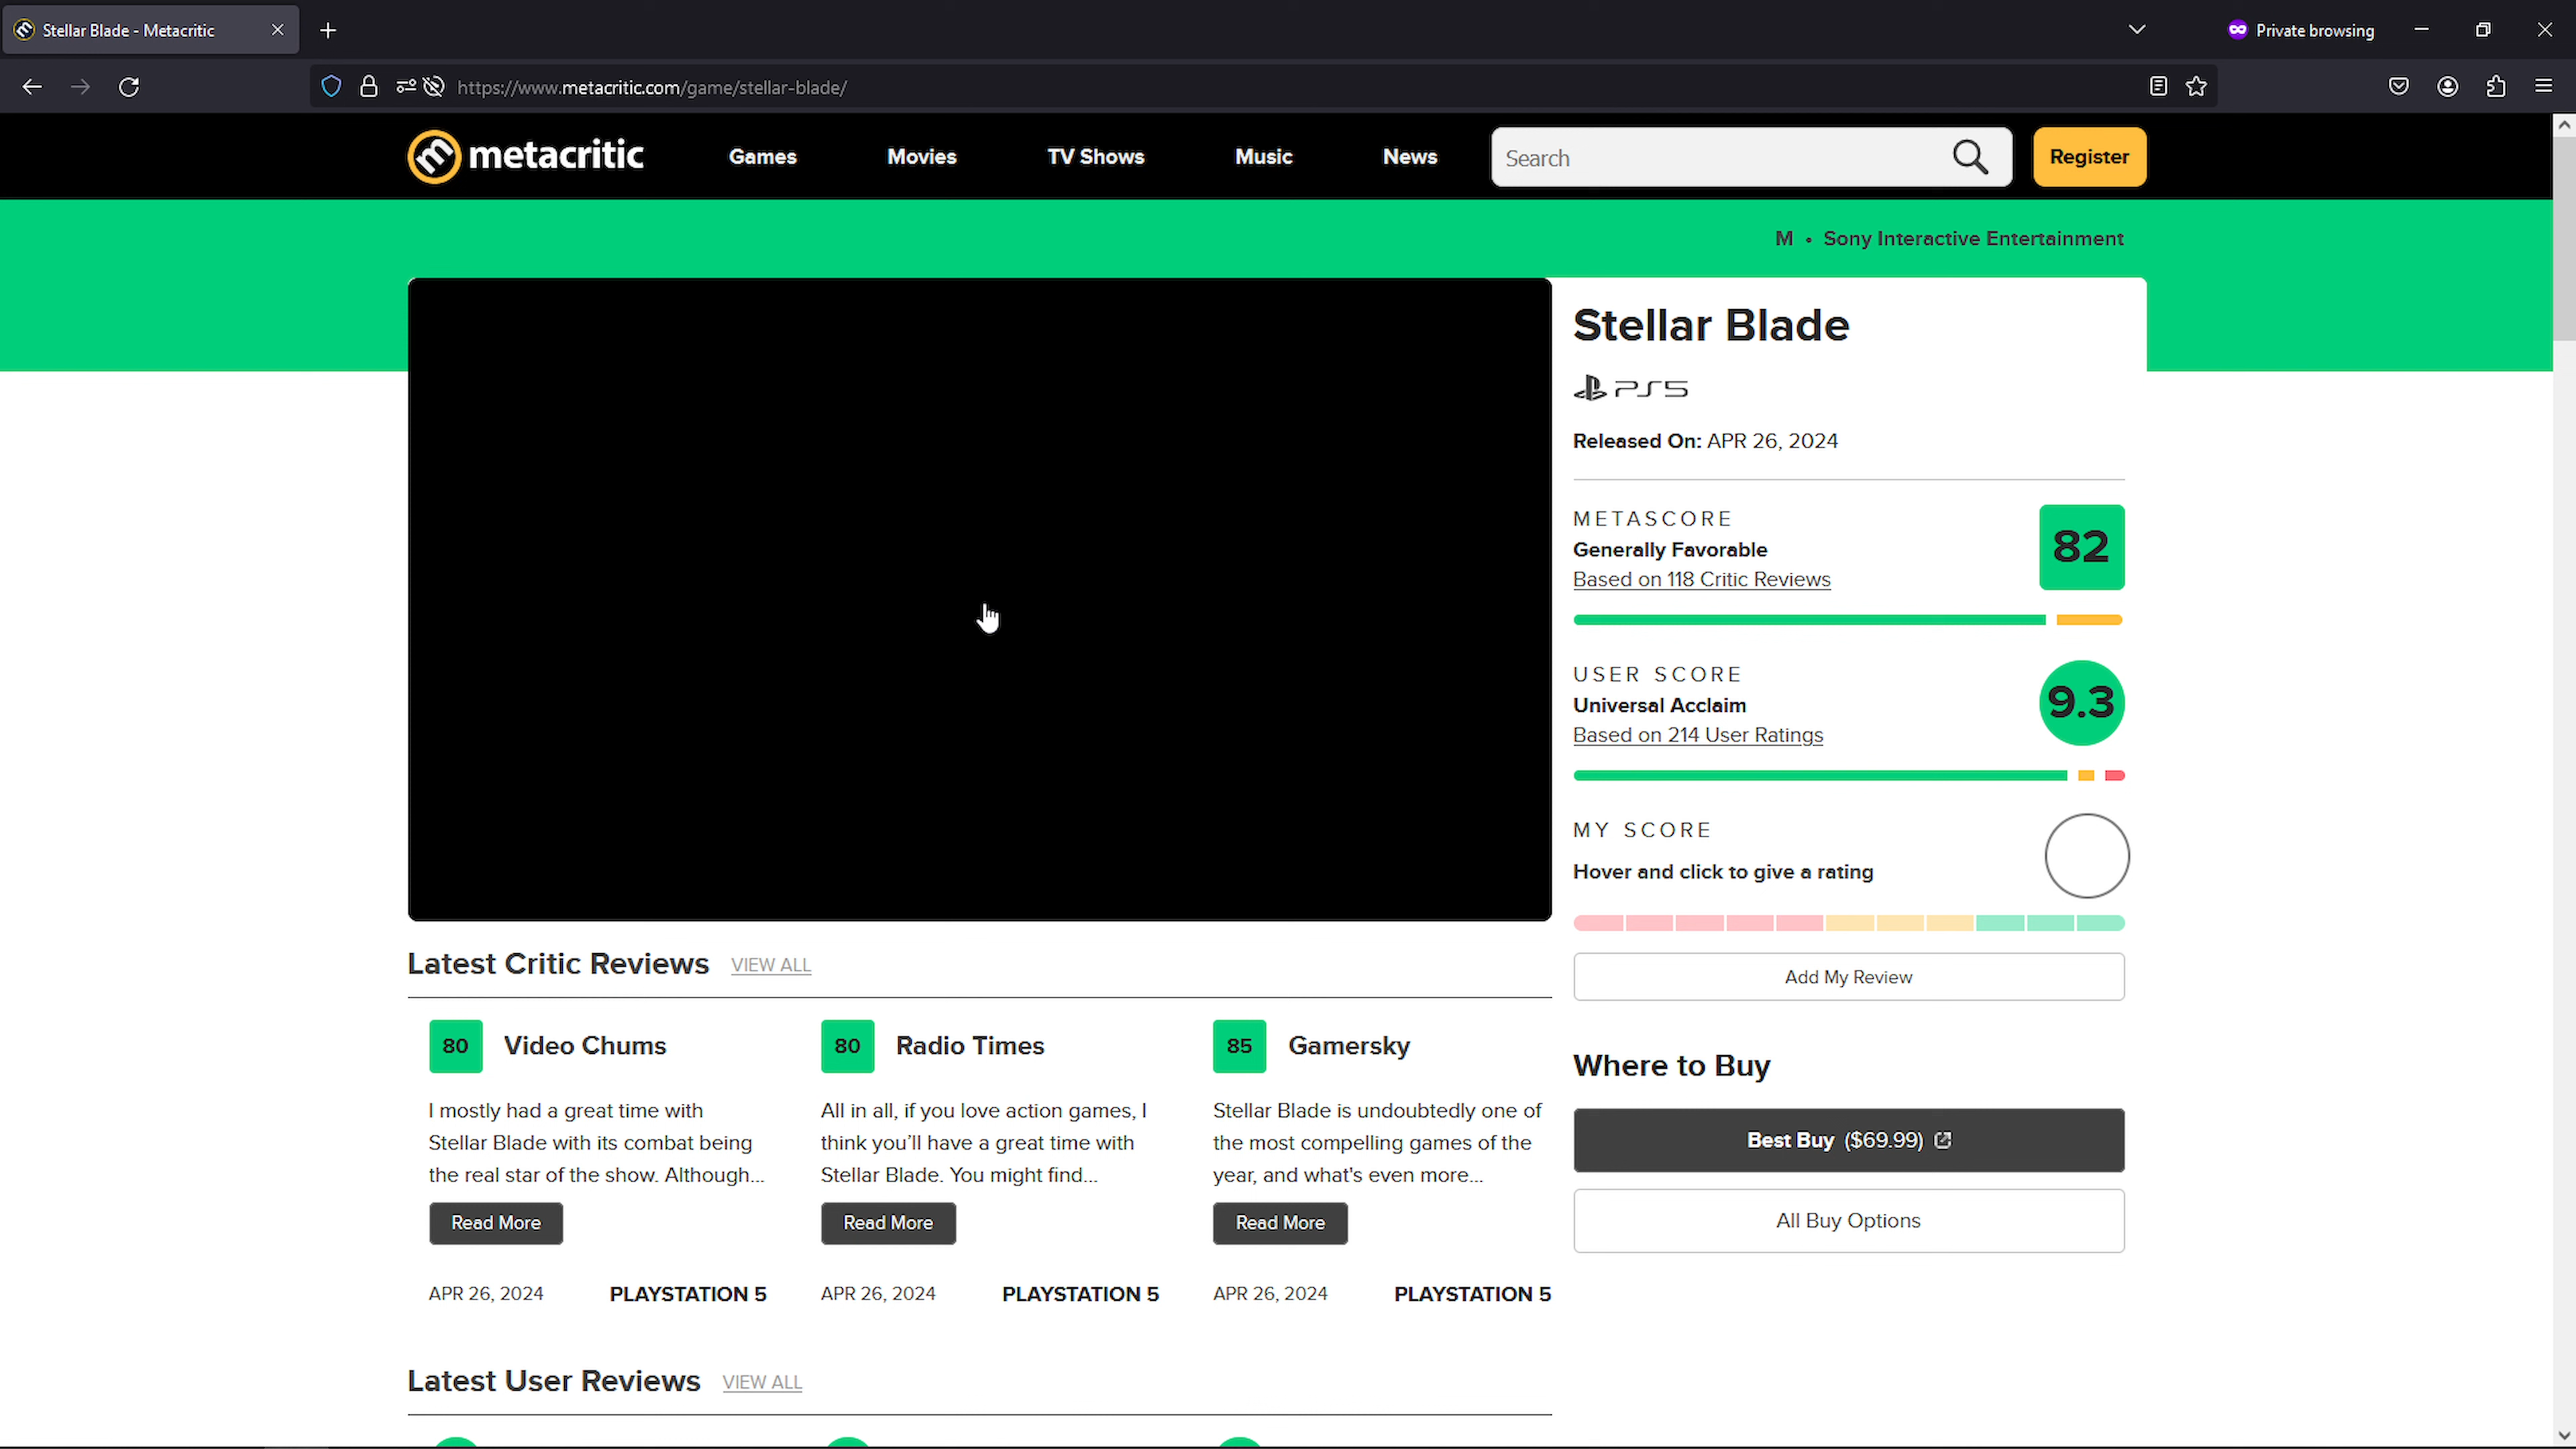 Stellar Blade - Metacritic
Private browsing
https://www.metacritic.com/game/stellar-blade/
metacritic
Games
Movies
TV Shows
Music
News
Search
Register
M • Sony Interactive Entertainment
Stellar Blade
PS5
Released On: APR 26, 2024
METASCORE
Generally Favorable
Based on 118 Critic Reviews
82
USER SCORE
Universal Acclaim
Based on 214 User Ratings
9.3
MY SCORE
Hover and click to give a rating
Add My Review
Where to Buy
Best Buy ($69.99)
All Buy Options
Latest Critic Reviews VIEW ALL
80 Video Chums
I mostly had a great time with
Stellar Blade with its combat being
the real star of the show. Although...
Read More
APR 26, 2024 PLAYSTATION 5
80 Radio Times
All in all, if you love action games, I
think you’ll have a great time with
Stellar Blade. You might find...
Read More
APR 26, 2024 PLAYSTATION 5
85 Gamersky
Stellar Blade is undoubtedly one of
the most compelling games of the
year, and what's even more...
Read More
APR 26, 2024 PLAYSTATION 5
Latest User Reviews VIEW ALL